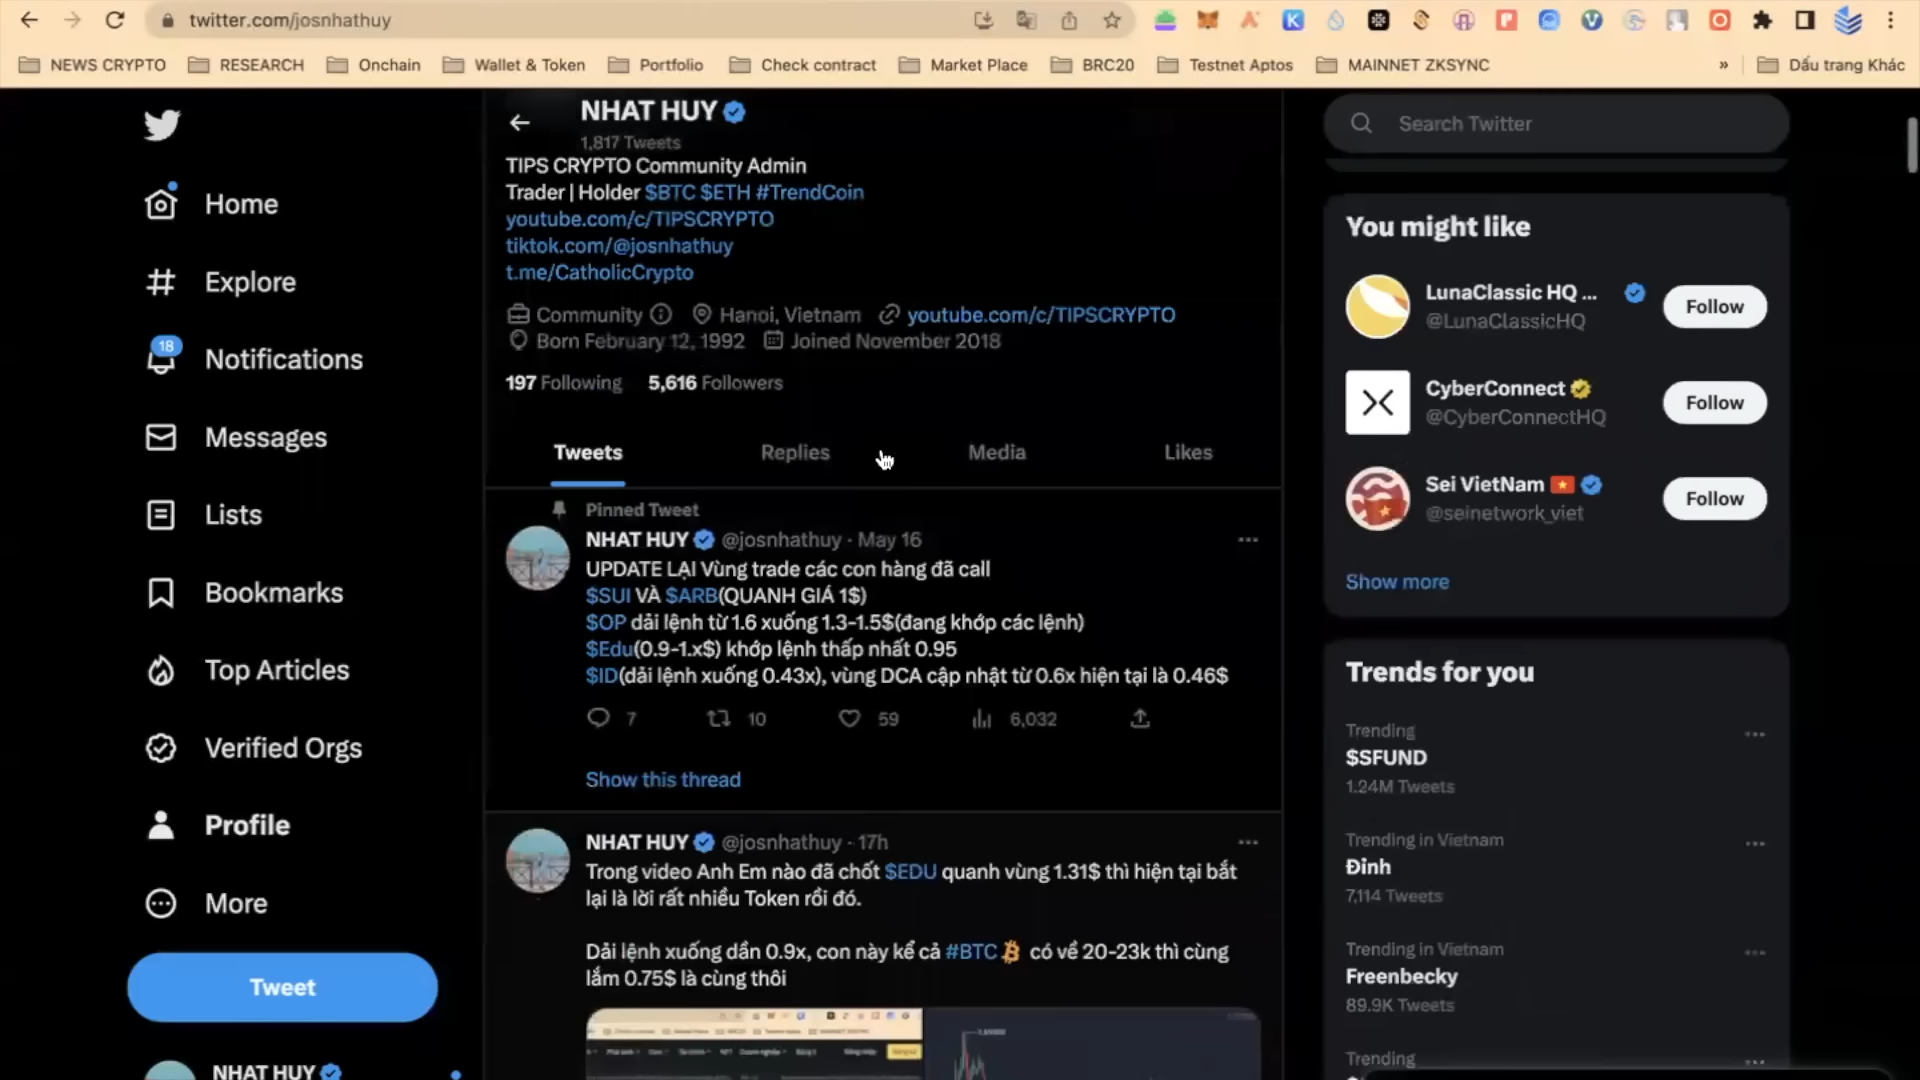 twitter.com/josnhathuy
NEWS CRYPTO
RESEARCH
Onchain
Wallet & Token
Portfolio
Check contract
Market Place
BRC20
Testnet Aptos
MAINNET ZKSYNC
»
Dấu trang Khác
Home
Explore
18
Notifications
Messages
Lists
Bookmarks
Top Articles
Verified Orgs
Profile
More
Tweet
NHAT HUY
NHAT HUY
1,817 Tweets
TIPS CRYPTO Community Admin
Trader | Holder $BTC $ETH #TrendCoin
youtube.com/c/TIPSCRYPTO
tiktok.com/@josnhathuy
t.me/CatholicCrypto
Community Hanoi, Vietnam youtube.com/c/TIPSCRYPTO
Born February 12, 1992 Joined November 2018
197 Following 5,616 Followers
Tweets Replies Media Likes
Pinned Tweet
NHAT HUY @josnhathuy · May 16
UPDATE LẠI Vùng trade các con hàng đã call
$SUI VÀ $ARB(QUANH GIÁ 1$)
$OP dải lệnh từ 1.6 xuống 1.3-1.5$(đang khớp các lệnh)
$Edu(0.9-1.x$) khớp lệnh thấp nhất 0.95
$ID(dải lệnh xuống 0.43x), vùng DCA cập nhật từ 0.6x hiện tại là 0.46$
7 10 59 6,032
Show this thread
NHAT HUY @josnhathuy · 17h
Trong video Anh Em nào đã chốt $EDU quanh vùng 1.31$ thì hiện tại bắt
lại là lời rất nhiều Token rồi đó.
Dải lệnh xuống dần 0.9x, con này kể cả #BTC có về 20-23k thì cùng
lắm 0.75$ là cùng thôi
Search Twitter
You might like
LunaClassic HQ ...
@LunaClassicHQ
Follow
CyberConnect
@CyberConnectHQ
Follow
Sei VietNam
@seinetwork_viet
Follow
Show more
Trends for you
Trending
$SFUND
1.24M Tweets
Trending in Vietnam
Đỉnh
7,114 Tweets
Trending in Vietnam
Freenbecky
89.9K Tweets
Trending